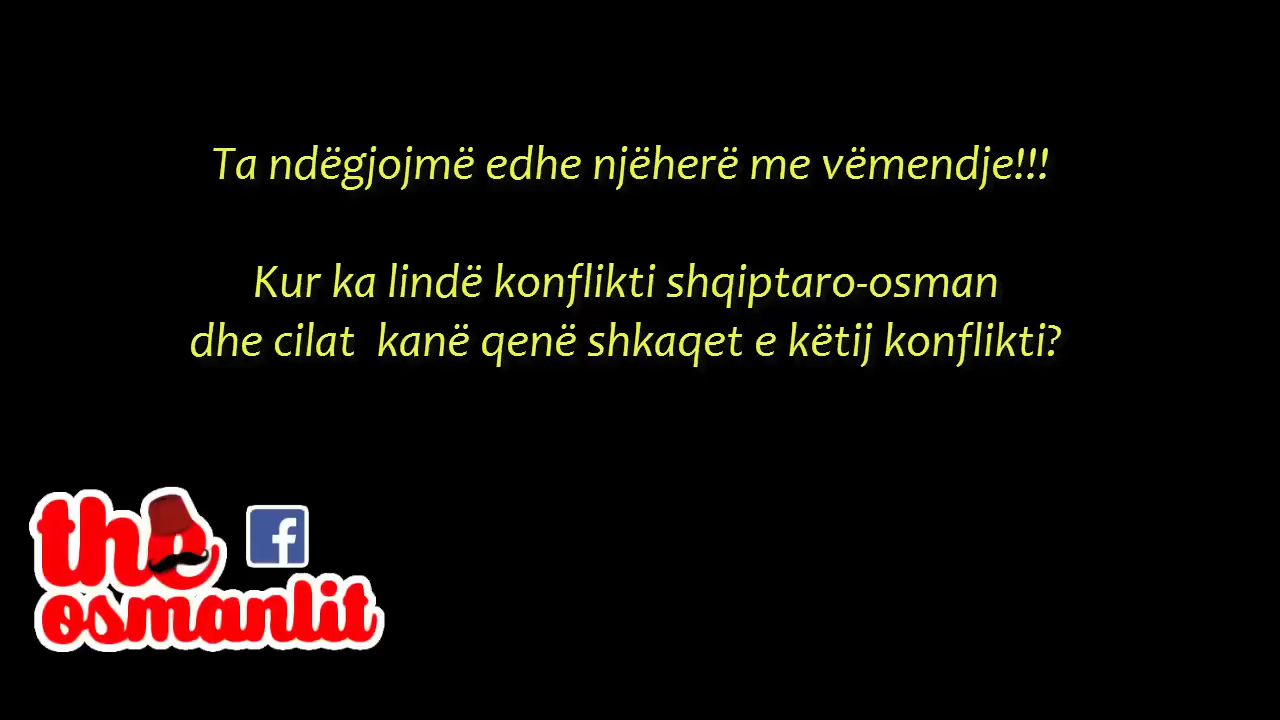 Ta ndëgjojmë edhe njëherë me vëmendje!!!
Kur ka lindë konflikti shqiptaro-osman
dhe cilat kanë qenë shkaqet e këtij konflikti?
the
f
osmanlit